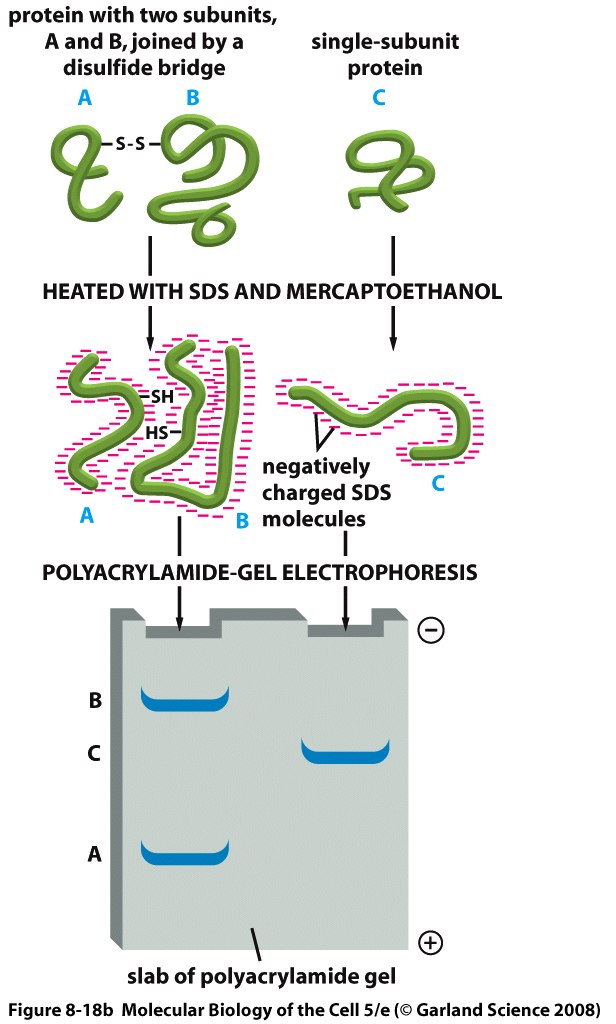 protein with two subunits,
A and B, joined by a
disulfide bridge
single-subunit
protein
A
B
C
S-S
HEATED WITH SDS AND MERCAPTOETHANOL
SH
HS
A
B
negatively
charged SDS
molecules
C
POLYACRYLAMIDE-GEL ELECTROPHORESIS
−
B
C
A
+
slab of polyacrylamide gel
Figure 8-18b Molecular Biology of the Cell 5/e (© Garland Science 2008)